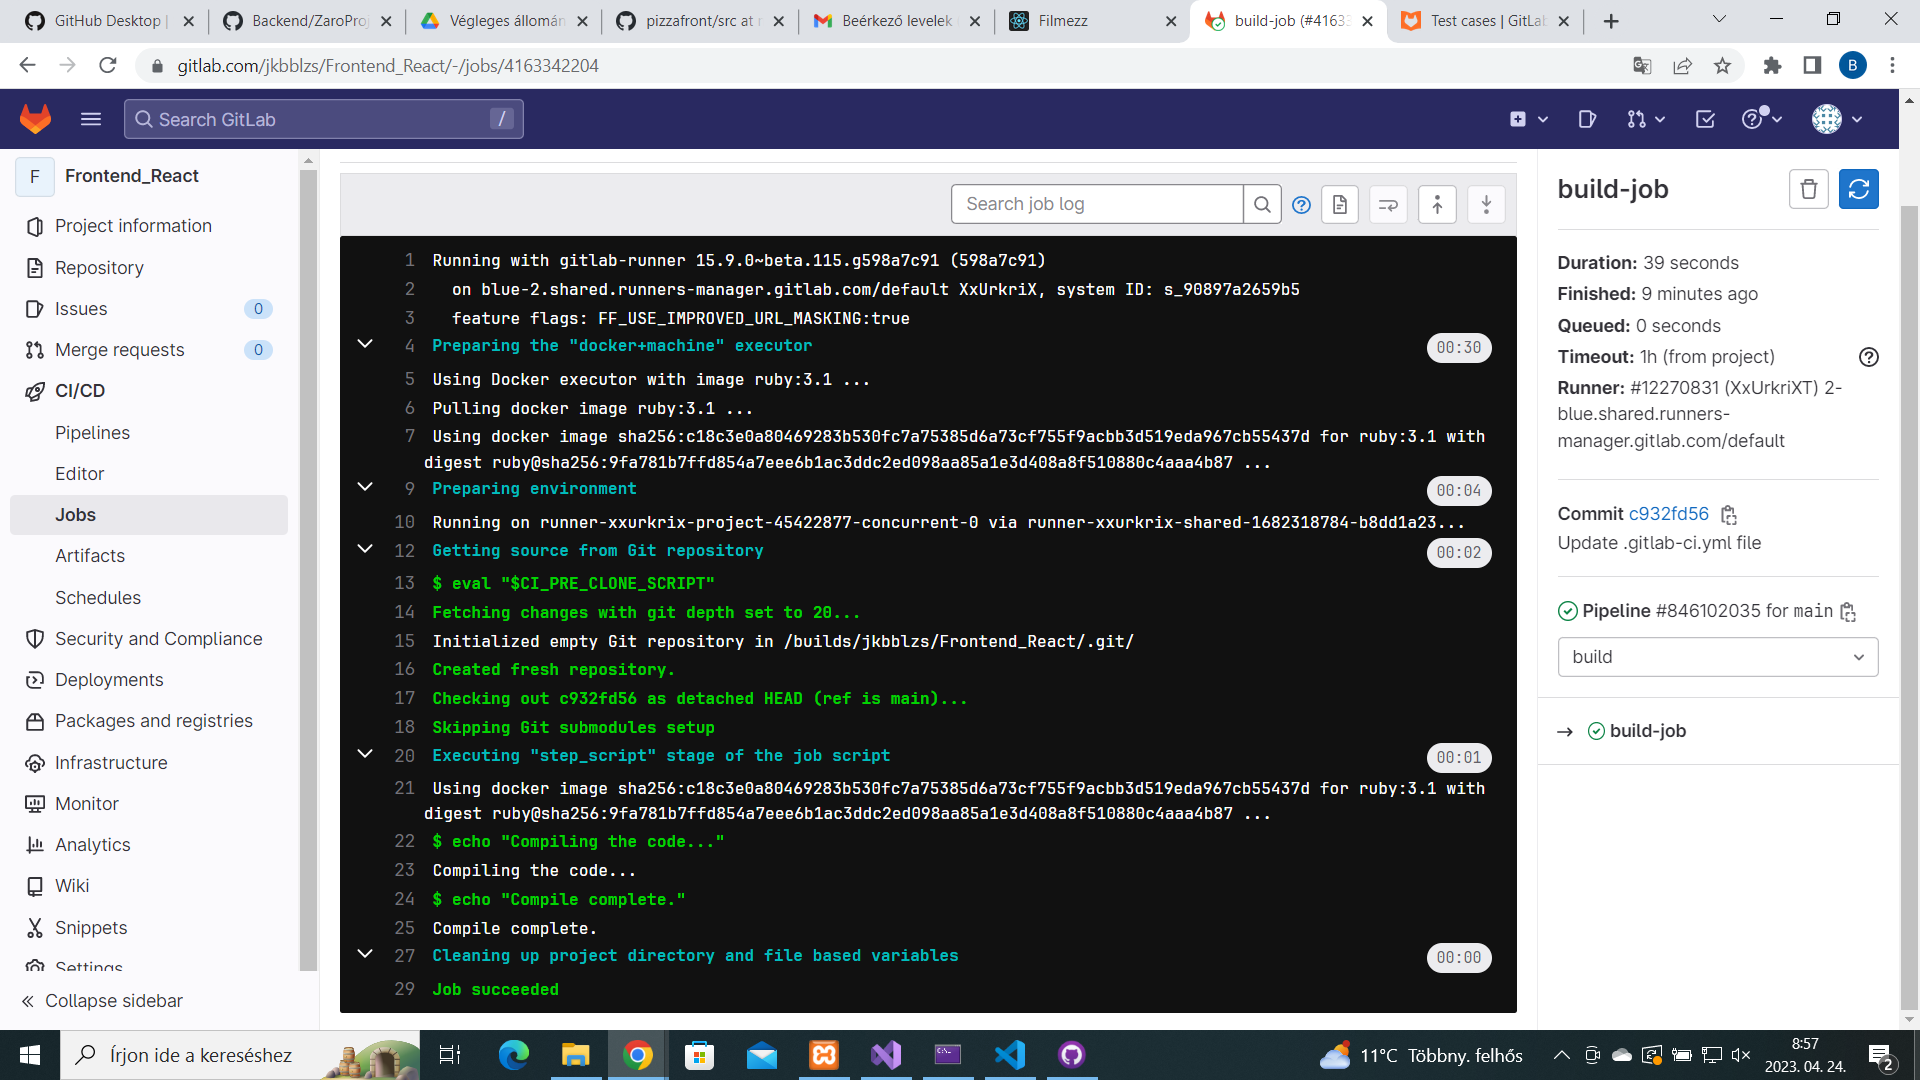 GitHub Desktop |
Backend/ZaroProj
Végleges állomán
pizzafront/src at m
Beérkező levelek
Filmezz
build-job (#41633
Test cases | GitLab
gitlab.com/jkbblzs/Frontend_React/-/jobs/4163342204
B
Search GitLab
/
F
Frontend_React
Project information
Repository
Issues
0
Merge requests
0
CI/CD
Pipelines
Editor
Jobs
Artifacts
Schedules
Security and Compliance
Deployments
Packages and registries
Infrastructure
Monitor
Analytics
Wiki
Snippets
Settings
Collapse sidebar
Search job log
1 Running with gitlab-runner 15.9.0~beta.115.g598a7c91 (598a7c91)
2 on blue-2.shared.runners-manager.gitlab.com/default XxUrkriX, system ID: s_90897a2659b5
3 feature flags: FF_USE_IMPROVED_URL_MASKING:true
4 Preparing the "docker+machine" executor 00:30
5 Using Docker executor with image ruby:3.1 ...
6 Pulling docker image ruby:3.1 ...
7 Using docker image sha256:c18c3e0a80469283b530fc7a75385d6a73cf755f9acbb3d519eda967cb55437d for ruby:3.1 with
digest ruby@sha256:9fa781b7ffd854a7eee6b1ac3ddc2ed098aa85a1e3d408a8f510880c4aaa4b87 ...
9 Preparing environment 00:04
10 Running on runner-xxurkrix-project-45422877-concurrent-0 via runner-xxurkrix-shared-1682318784-b8dd1a23...
12 Getting source from Git repository 00:02
13 $ eval "$CI_PRE_CLONE_SCRIPT"
14 Fetching changes with git depth set to 20...
15 Initialized empty Git repository in /builds/jkbblzs/Frontend_React/.git/
16 Created fresh repository.
17 Checking out c932fd56 as detached HEAD (ref is main)...
18 Skipping Git submodules setup
20 Executing "step_script" stage of the job script 00:01
21 Using docker image sha256:c18c3e0a80469283b530fc7a75385d6a73cf755f9acbb3d519eda967cb55437d for ruby:3.1 with
digest ruby@sha256:9fa781b7ffd854a7eee6b1ac3ddc2ed098aa85a1e3d408a8f510880c4aaa4b87 ...
22 $ echo "Compiling the code..."
23 Compiling the code...
24 $ echo "Compile complete."
25 Compile complete.
27 Cleaning up project directory and file based variables 00:00
29 Job succeeded
build-job
Duration: 39 seconds
Finished: 9 minutes ago
Queued: 0 seconds
Timeout: 1h (from project)
Runner: #12270831 (XxUrkriXT) 2-
blue.shared.runners-
manager.gitlab.com/default
Commit c932fd56
Update .gitlab-ci.yml file
Pipeline #846102035 for main
build
build-job
Írjon ide a kereséshez
11°C Többny. felhős
8:57
2023. 04. 24.
2